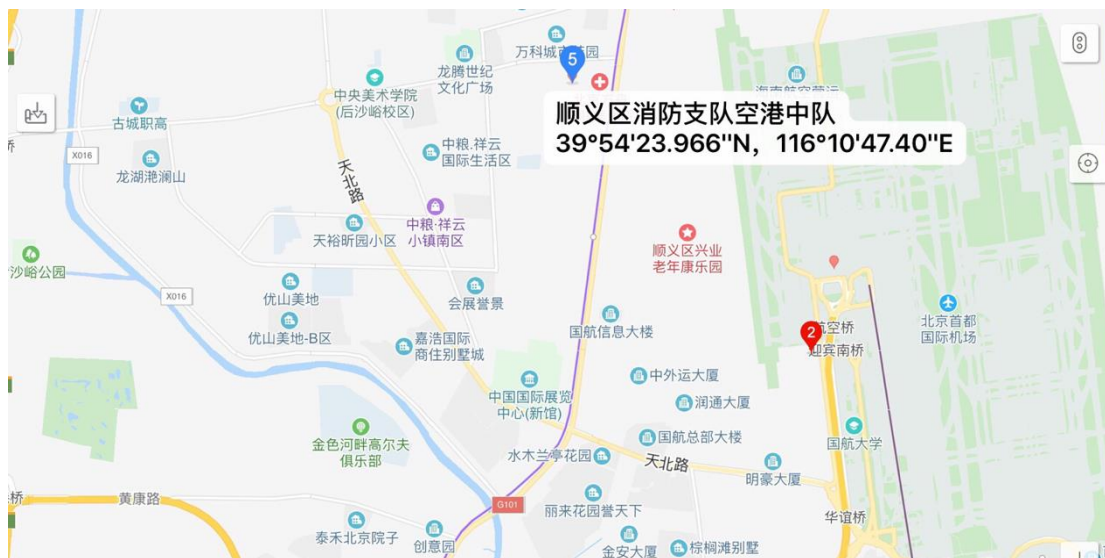 万科城市花园
5
龙腾世纪
文化广场
中央美术学院
(后沙峪校区)
海南航空营运
顺义区消防支队空港中队
39°54'23.966"N，116°10'47.40"E
古城职高
桥
X016
中粮.祥云
国际生活区
龙湖滟澜山
天北路
中粮·祥云
小镇南区
天裕昕园小区
顺义区兴业
老年康乐园
沙峪公园
X016
优山美地
会展誉景
北京首都
国际机场
国航信息大楼
2
航空桥
迎宾南桥
优山美地-B区
嘉浩国际
商住别墅城
中外运大厦
中国国际展览
中心(新馆)
润通大厦
金色河畔高尔夫
俱乐部
国航总部大楼
国航大学
水木兰亭花园
天北路
明豪大厦
桥
黄康路
G101
丽来花园誉天下
华谊桥
泰禾北京院子
创意园
金安大厦
棕榈滩别墅